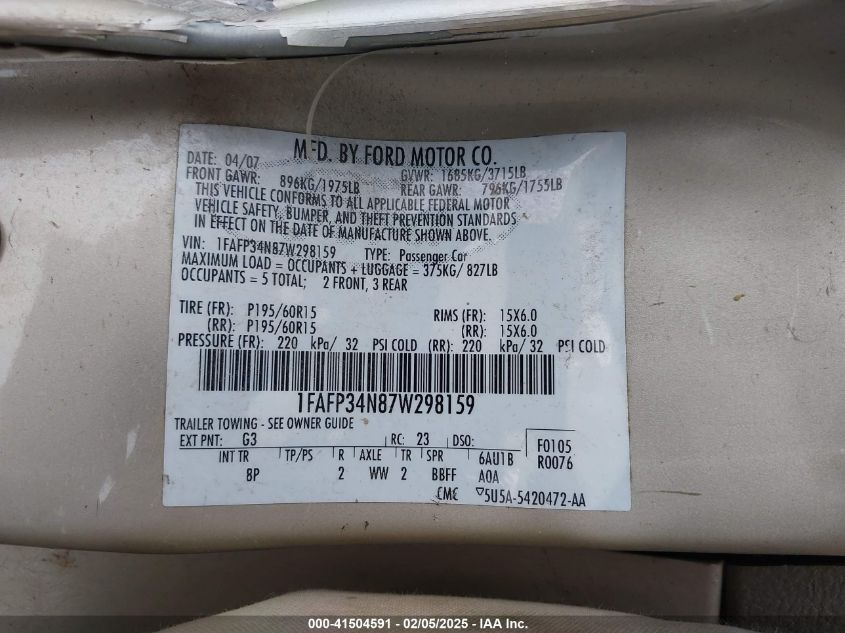 MFD. BY FORD MOTOR CO.
DATE: 04/07 GVWR: 1685KG/3715LB
FRONT GAWR: 896KG/1975LB REAR GAWR: 796KG/1755LB
THIS VEHICLE CONFORMS TO ALL APPLICABLE FEDERAL MOTOR
VEHICLE SAFETY, BUMPER, AND THEFT PREVENTION STANDARDS
IN EFFECT ON THE DATE OF MANUFACTURE SHOWN ABOVE.
VIN: 1FAFP34N87W298159 TYPE: Passenger Car
MAXIMUM LOAD = OCCUPANTS + LUGGAGE = 375KG/ 827LB
OCCUPANTS = 5 TOTAL; 2 FRONT, 3 REAR
TIRE (FR): P195/60R15 RIMS (FR): 15X6.0
(RR): P195/60R15 (RR): 15X6.0
PRESSURE (FR): 220 kPa/ 32 PSI COLD (RR): 220 kPa/ 32 PSI COLD
1FAFP34N87W298159
TRAILER TOWING - SEE OWNER GUIDE
EXT PNT: G3 RC: 23 DSO: F0105
INT TR TP/PS R AXLE TR SPR 6AU1B R0076
BP 2 WW 2 BBFF AOA
CME ▽5U5A-5420472-AA
000-41504591 - 02/05/2025 - IAA Inc.